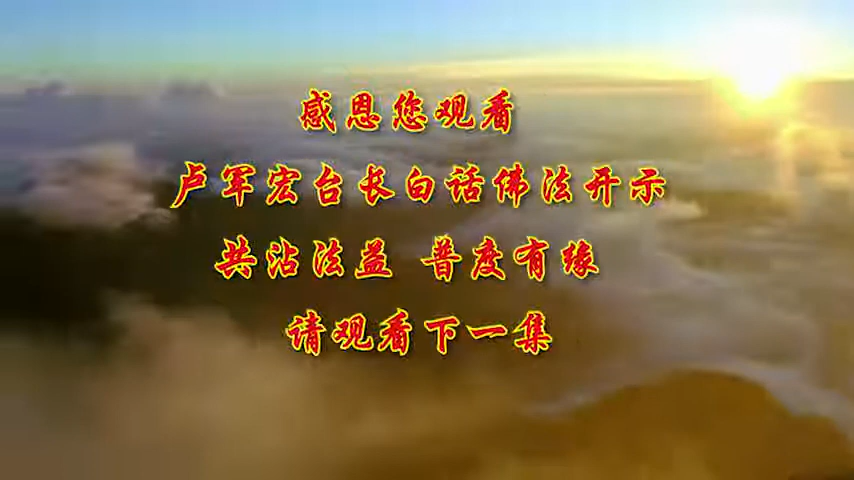 感恩您观看
卢军宏台长白话佛法开示
共沾法益 普度有缘
请观看下一集